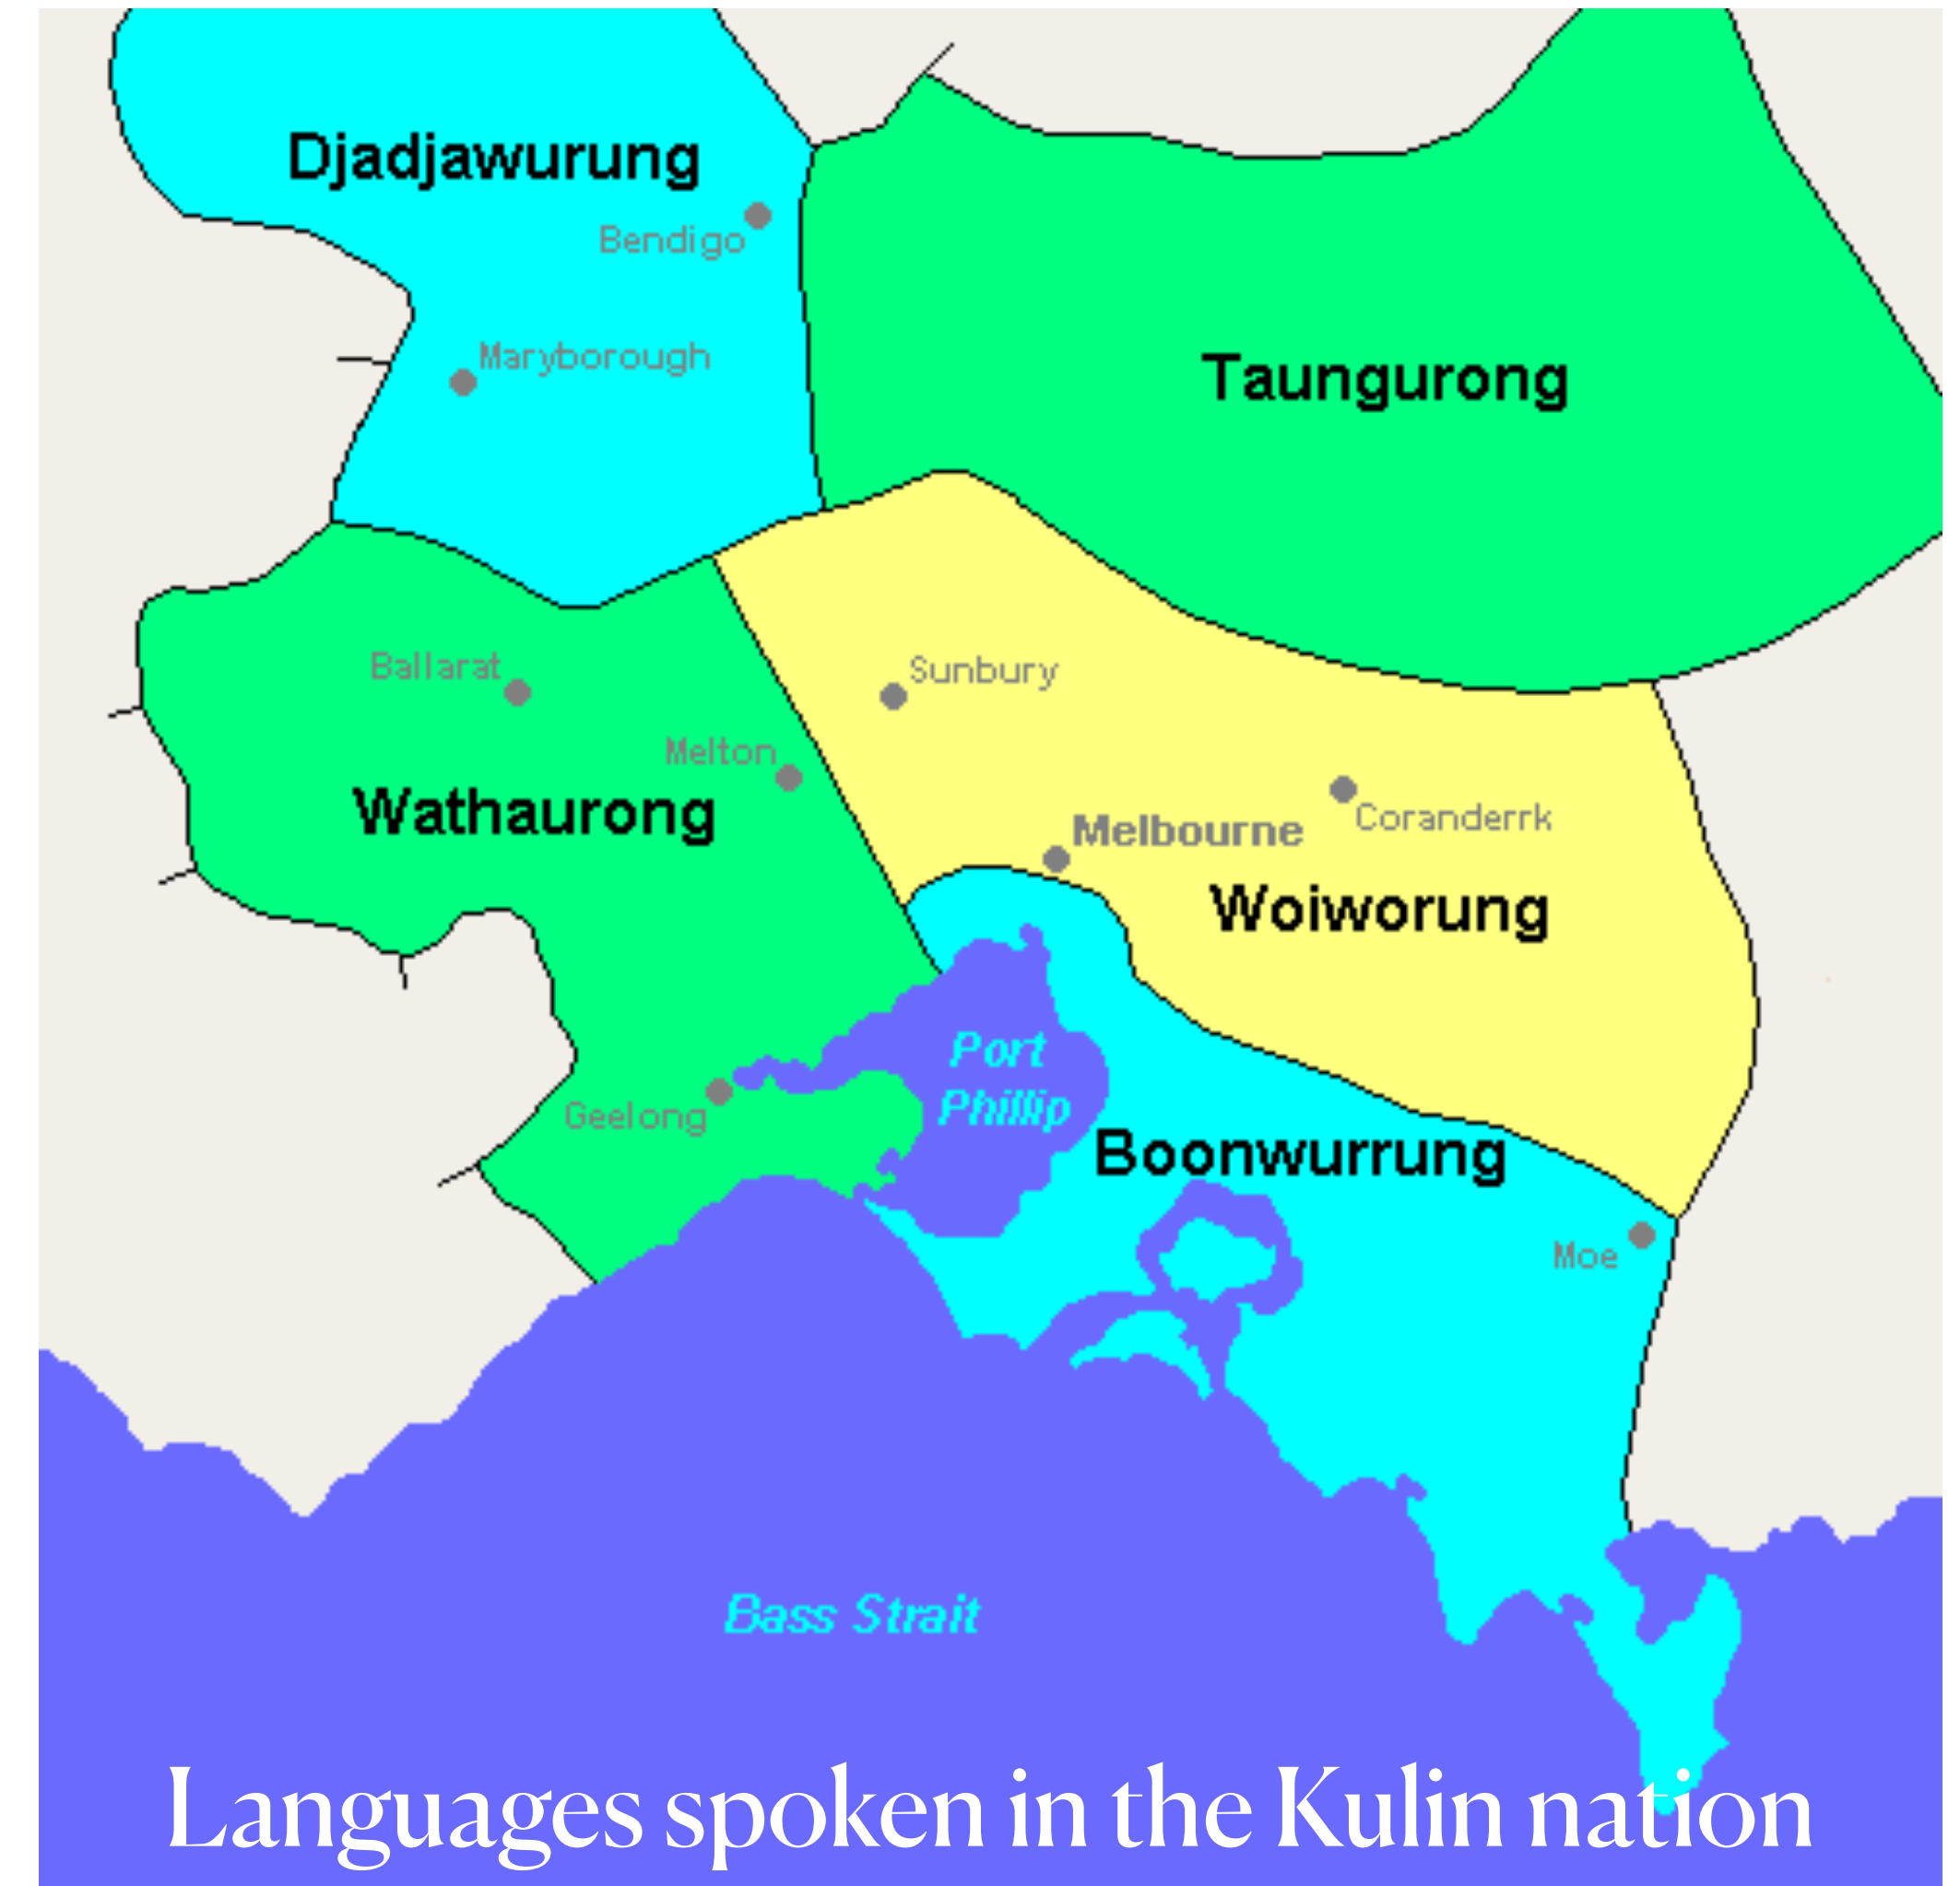 Djadjawurung
Bendigo
Maryborough
Taungurong
Ballarat
Sunbury
Melton
Wathaurong
Melbourne
Coranderrk
Woiworung
Port
Phillip
Geelong
Boonwurrung
Moe
Bass Strait
Languages spoken in the Kulin nation